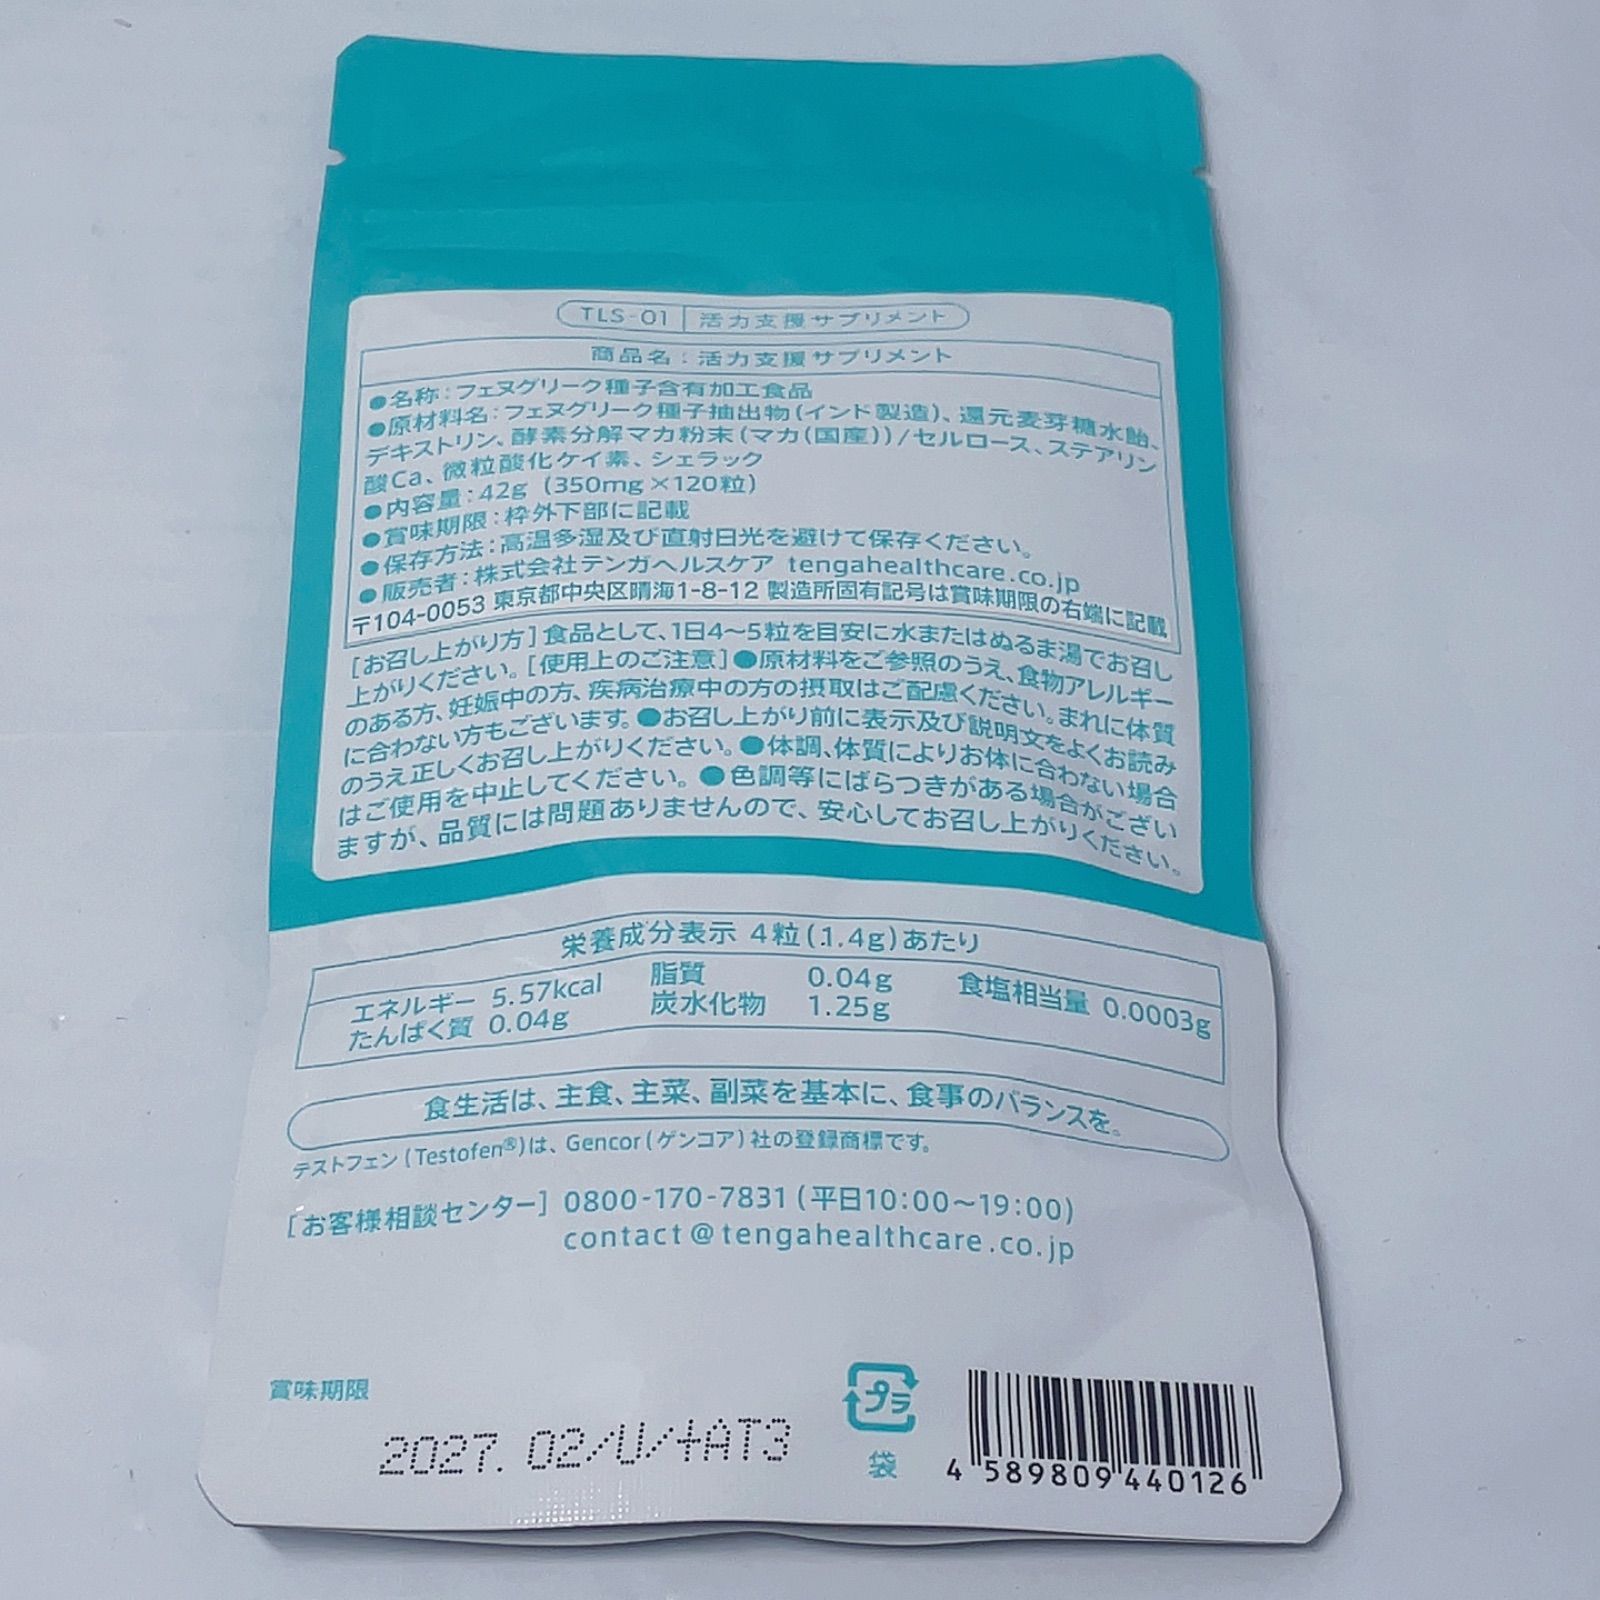 TLS-01 | 活力支援サプリメント
商品名：活力支援サプリメント
●名称：フェヌグリーク種子含有加工食品
●原材料名：フェヌグリーク種子抽出物(インド製造)、還元麦芽糖水飴、
デキストリン、酵素分解マカ粉末(マカ(国産))/セルロース、ステアリン
酸Ca、微粒酸化ケイ素、シェラック
●内容量：42g (350mg×120粒)
●賞味期限：枠外下部に記載
●保存方法：高温多湿及び直射日光を避けて保存ください。
●販売者：株式会社テンガヘルスケア tengahealthcare.co.jp
〒104-0053 東京都中央区晴海1-8-12 製造所固有記号は賞味期限の右端に記載
[お召し上がり方]食品として、1日4〜5粒を目安に水またはぬるま湯でお召し
上がりください。[使用上のご注意]●原材料をご参照のうえ、食物アレルギー
のある方、妊娠中の方、疾病治療中の方の摂取はご配慮ください。まれに体質
に合わない方もございます。●お召し上がり前に表示及び説明文をよくお読み
のうえ正しくお召し上がりください。●体調、体質によりお体に合わない場合
はご使用を中止してください。●色調等にばらつきがある場合がござい
ますが、品質には問題ありませんので、安心してお召し上がりください。
栄養成分表示 4粒(1.4g)あたり
エネルギー 5.57kcal 脂質 0.04g 食塩相当量 0.0003g
たんぱく質 0.04g 炭水化物 1.25g
食生活は、主食、主菜、副菜を基本に、食事のバランスを。
テストフェン(Testofen®)は、Gencor(ゲンコア)社の登録商標です。
[お客様相談センター] 0800-170-7831(平日10：00〜19：00)
contact@tengahealthcare.co.jp
賞味期限
2027.02/U/+AT3
プラ
袋
4 589809 440126